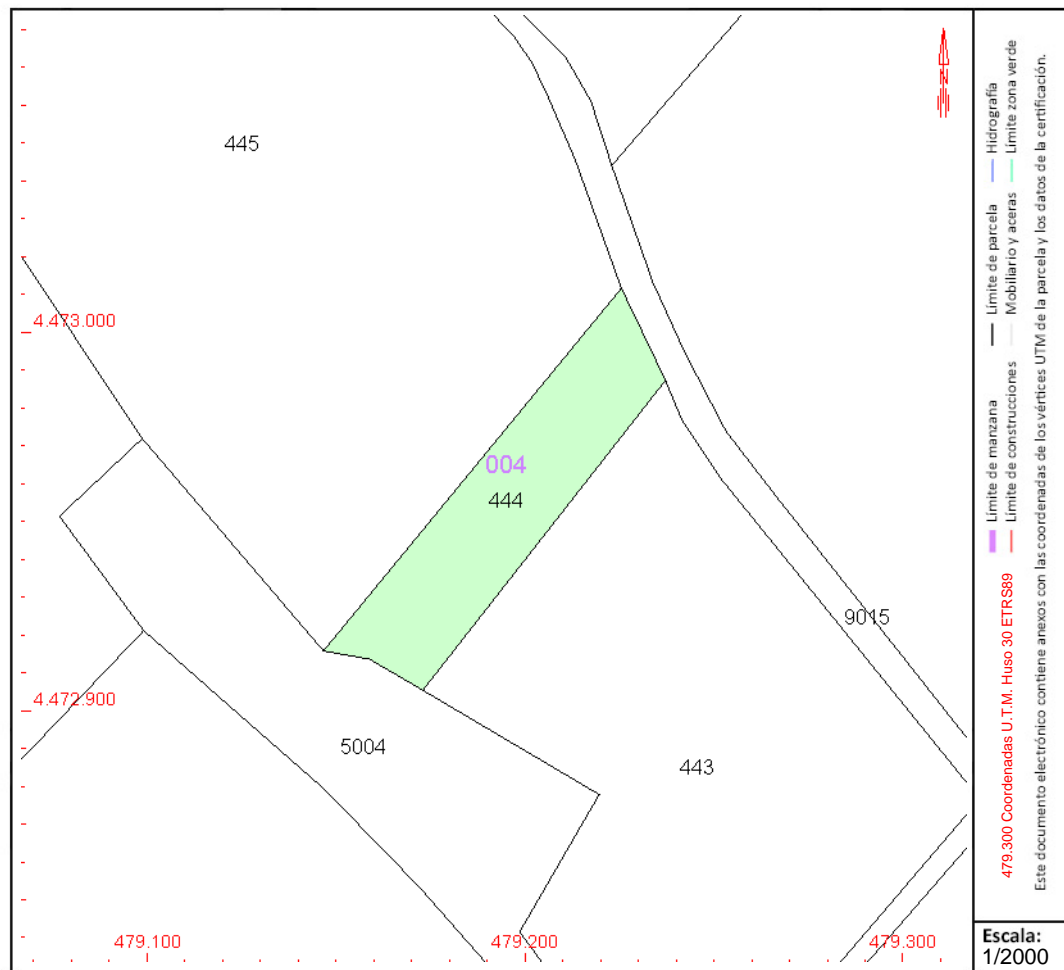 445
4.473.000
004
444
9015
4.472.900
5004
443
479.100
479.200
479.300
N
Límite de manzana
Límite de parcela
Hidrografía
Límite de construcciones
Mobiliario y aceras
Límite zona verde
479.300 Coordenadas U.T.M. Huso 30 ETRS89
Este documento electrónico contiene anexos con las coordenadas de los vértices UTM de la parcela y los datos de la certificación.
Escala:
1/2000